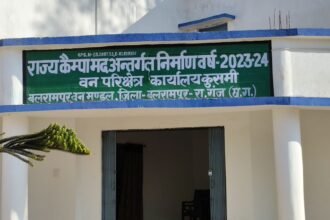 राज्य कैम्पा मद अन्तर्गत निर्माण वर्ष-2023-24
वन परिक्षेत्र कार्यालय कुसमी
बलरामपुर वन मण्डल, जिला-बलरामपुर-रा.गंज (छ.ग.)